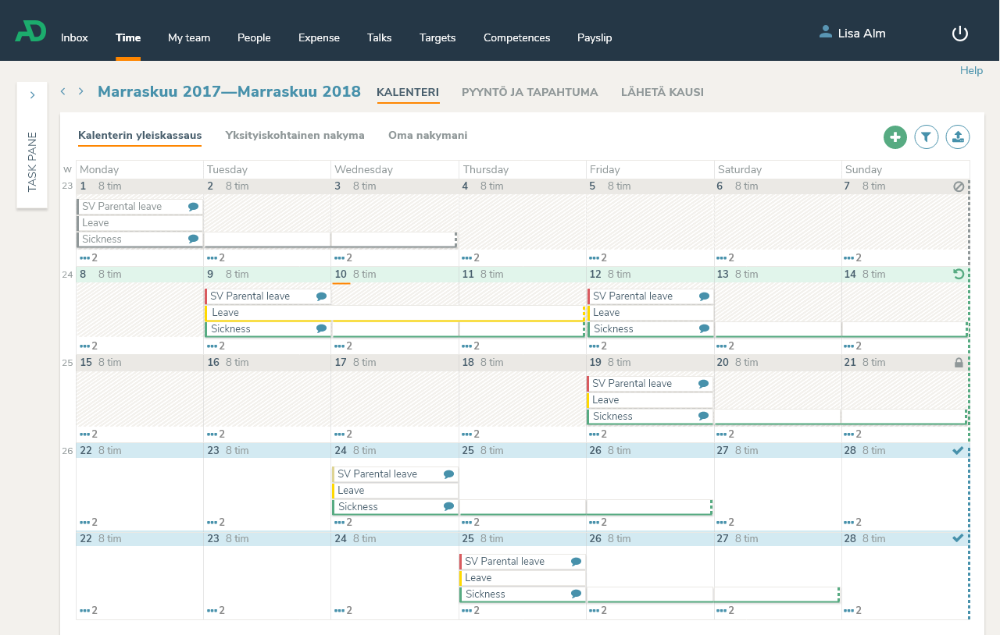 Inbox Time My team People Expense Talks Targets Competences Payslip Lisa Alm
Help
Marraskuu 2017—Marraskuu 2018 KALENTERI PYYNTÖ JA TAPAHTUMA LÄHETÄ KAUSI
TASK PANE
Kalenterin yleiskassaus Yksityiskohtainen nakyma Oma nakymani
W Monday Tuesday Wednesday Thursday Friday Saturday Sunday
23 1 8 tim 2 8 tim 3 8 tim 4 8 tim 5 8 tim 6 8 tim 7 8 tim
SV Parental leave
Leave
Sickness
2 2 2 2 2 2 2
24 8 8 tim 9 8 tim 10 8 tim 11 8 tim 12 8 tim 13 8 tim 14 8 tim
SV Parental leave SV Parental leave
Leave Leave
Sickness Sickness
2 2 2 2 2 2 2
25 15 8 tim 16 8 tim 17 8 tim 18 8 tim 19 8 tim 20 8 tim 21 8 tim
SV Parental leave
Leave
Sickness
2 2 2 2 2 2 2
26 22 8 tim 23 8 tim 24 8 tim 25 8 tim 26 8 tim 27 8 tim 28 8 tim
SV Parental leave
Leave
Sickness
2 2 2 2 2 2 2
22 8 tim 23 8 tim 24 8 tim 25 8 tim 26 8 tim 27 8 tim 28 8 tim
SV Parental leave
Leave
Sickness
2 2 2 2 2 2 2